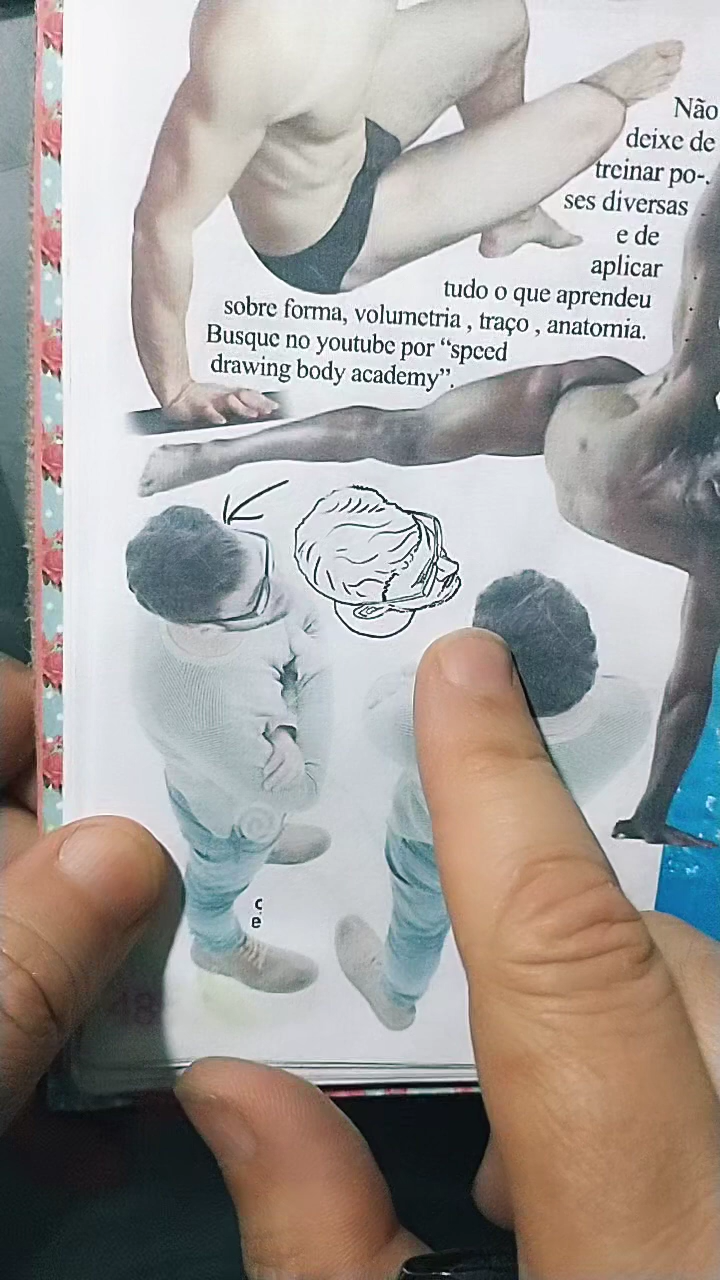 Não
deixe de
treinar po-.
ses diversas
e de
aplicar
tudo o que aprendeu
sobre forma, volumetria , traço , anatomia.
Busque no youtube por “speed
drawing body academy”.
ç
e
48